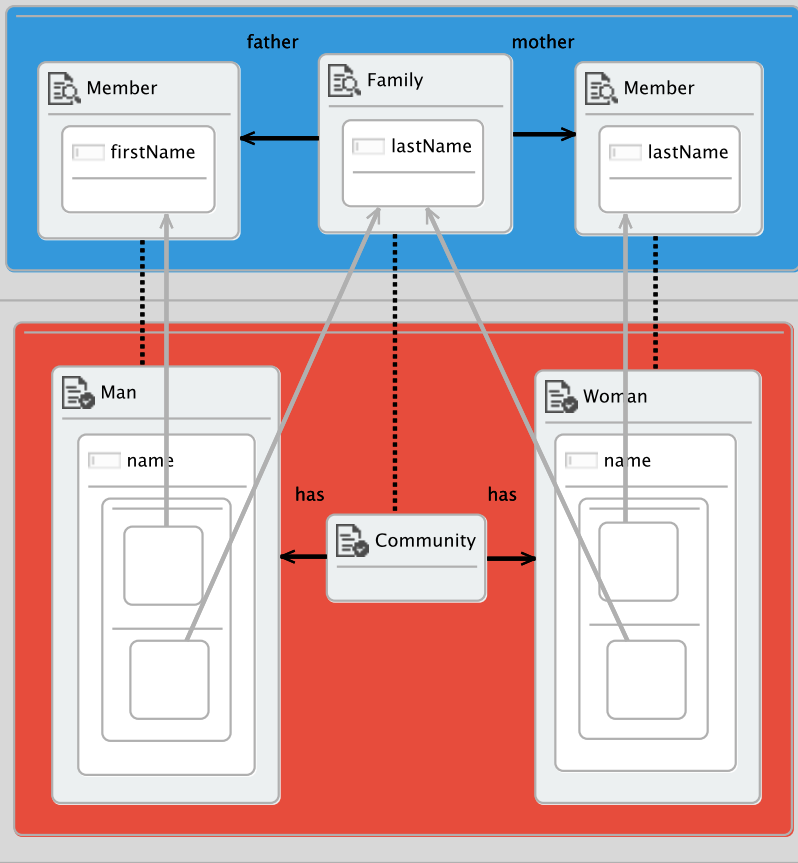 father
mother
Member
Family
Member
firstName
lastName
lastName
Man
Woman
name
name
has
has
Community